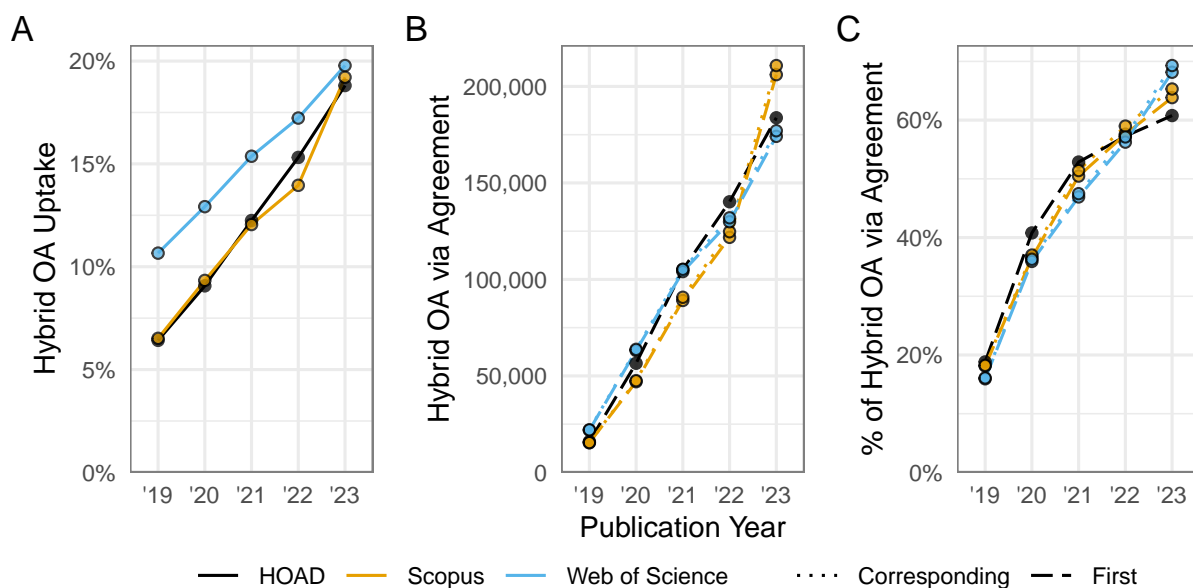 A
Hybrid OA Uptake
20%
15%
10%
5%
0%
'19 '20 '21 '22 '23
B
Hybrid OA via Agreement
200,000
150,000
100,000
50,000
0
'19 '20 '21 '22 '23
C
% of Hybrid OA via Agreement
60%
40%
20%
0%
'19 '20 '21 '22 '23
Publication Year
HOAD Scopus Web of Science Corresponding First